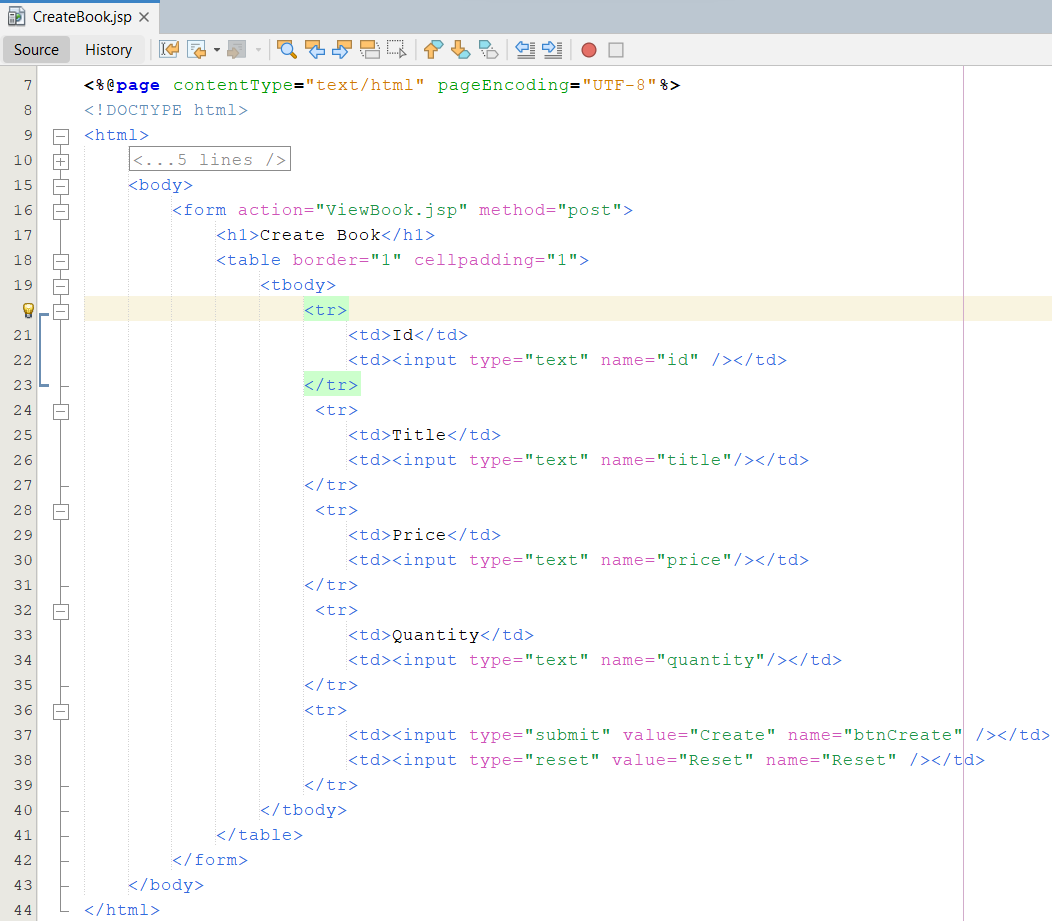 CreateBook.jsp
Source History
7 <%@page contentType="text/html" pageEncoding="UTF-8"%>
8 <!DOCTYPE html>
9 <html>
10 <...5 lines />
15 <body>
16 <form action="ViewBook.jsp" method="post">
17 <h1>Create Book</h1>
18 <table border="1" cellpadding="1">
19 <tbody>
<tr>
21 <td>Id</td>
22 <td><input type="text" name="id" /></td>
23 </tr>
24 <tr>
25 <td>Title</td>
26 <td><input type="text" name="title"/></td>
27 </tr>
28 <tr>
29 <td>Price</td>
30 <td><input type="text" name="price"/></td>
31 </tr>
32 <tr>
33 <td>Quantity</td>
34 <td><input type="text" name="quantity"/></td>
35 </tr>
36 <tr>
37 <td><input type="submit" value="Create" name="btnCreate" /></td>
38 <td><input type="reset" value="Reset" name="Reset" /></td>
39 </tr>
40 </tbody>
41 </table>
42 </form>
43 </body>
44 </html>